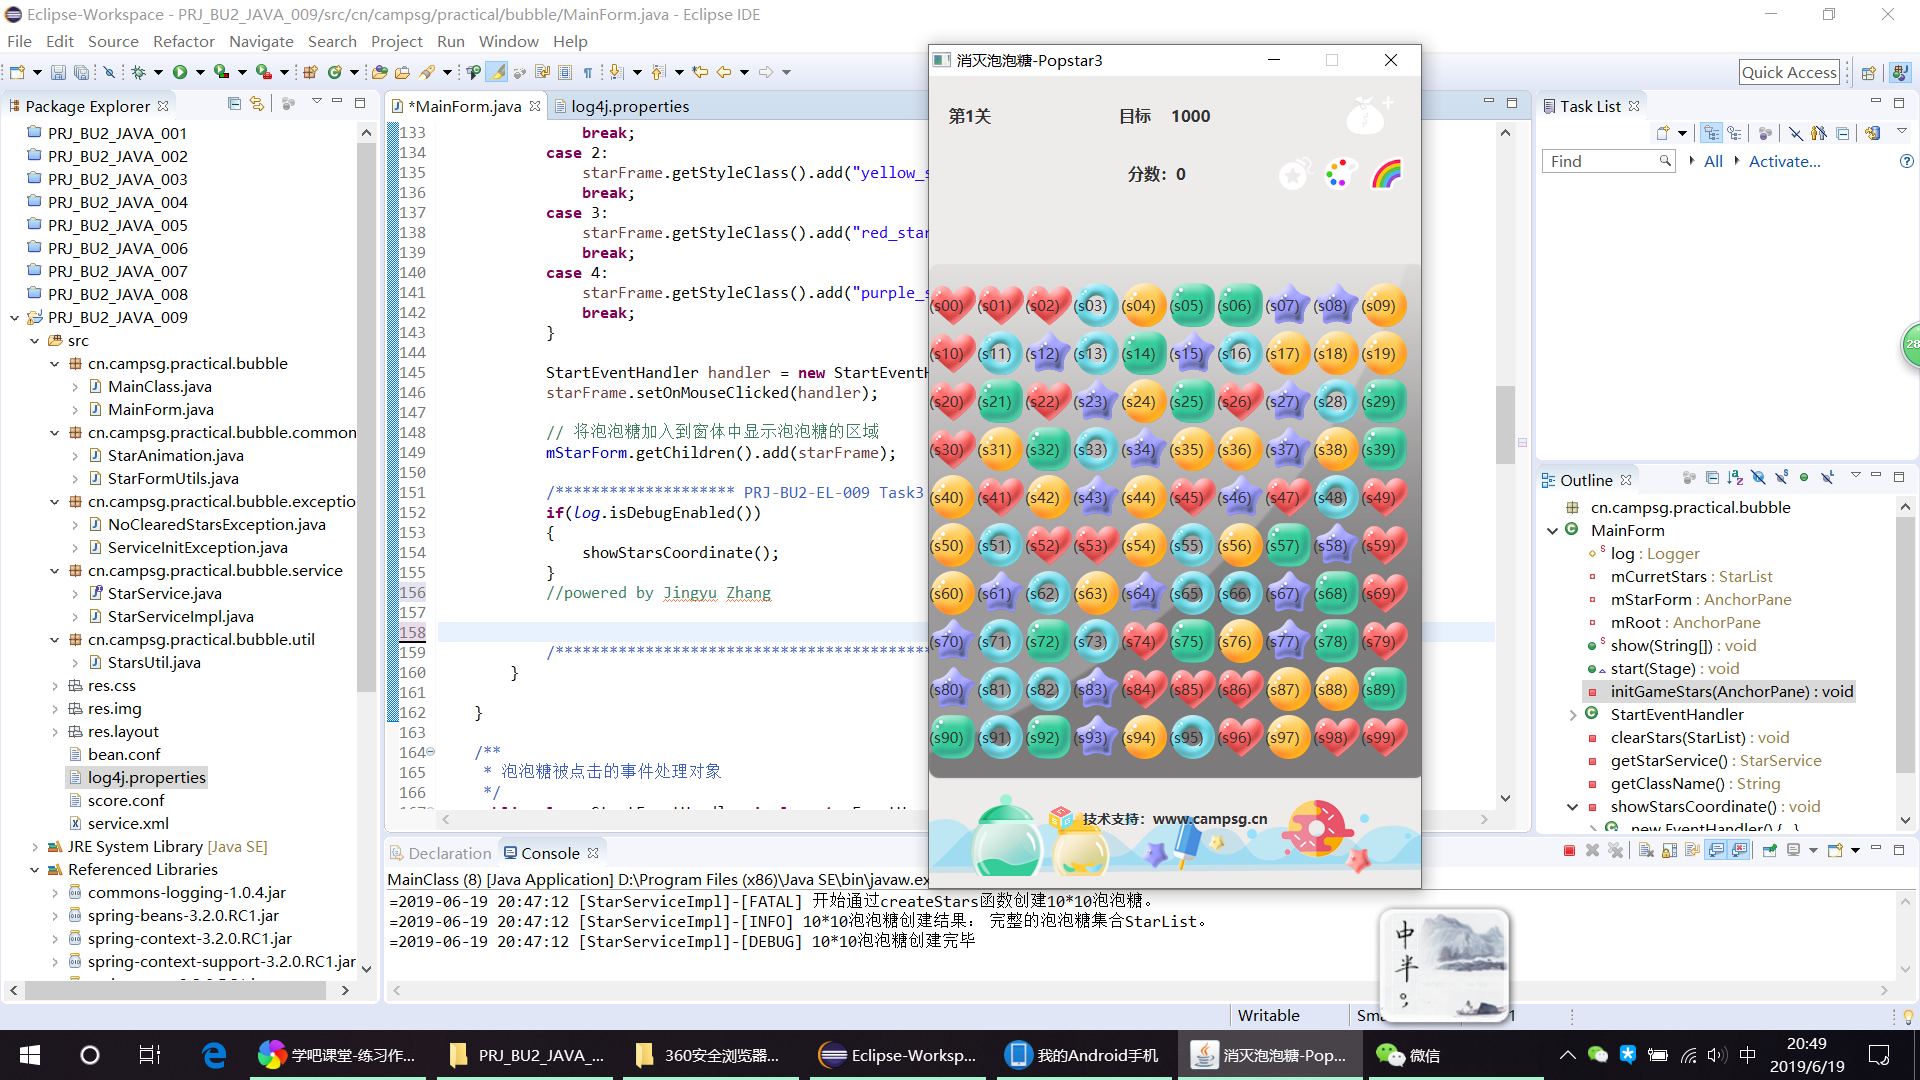 Eclipse-Workspace - PRJ_BU2_JAVA_009/src/cn/campsg/practical/bubble/MainForm.java - Eclipse IDE
File Edit Source Refactor Navigate Search Project Run Window Help
Quick Access
Package Explorer
PRJ_BU2_JAVA_001
PRJ_BU2_JAVA_002
PRJ_BU2_JAVA_003
PRJ_BU2_JAVA_004
PRJ_BU2_JAVA_005
PRJ_BU2_JAVA_006
PRJ_BU2_JAVA_007
PRJ_BU2_JAVA_008
PRJ_BU2_JAVA_009
src
cn.campsg.practical.bubble
MainClass.java
MainForm.java
cn.campsg.practical.bubble.common
StarAnimation.java
StarFormUtils.java
cn.campsg.practical.bubble.exceptio
NoClearedStarsException.java
ServiceInitException.java
cn.campsg.practical.bubble.service
StarService.java
StarServiceImpl.java
cn.campsg.practical.bubble.util
StarsUtil.java
res.css
res.img
res.layout
bean.conf
log4j.properties
score.conf
service.xml
JRE System Library [Java SE]
Referenced Libraries
commons-logging-1.0.4.jar
spring-beans-3.2.0.RC1.jar
spring-context-3.2.0.RC1.jar
spring-context-support-3.2.0.RC1.jar
*MainForm.java log4j.properties
133 break;
134 case 2:
135 starFrame.getStyleClass().add("yellow_s
136 break;
137 case 3:
138 starFrame.getStyleClass().add("red_star
139 break;
140 case 4:
141 starFrame.getStyleClass().add("purple_s
142 break;
143 }
144
145 StartEventHandler handler = new StartEventH
146 starFrame.setOnMouseClicked(handler);
147
148 // 将泡泡糖加入到窗体中显示泡泡糖的区域
149 mStarForm.getChildren().add(starFrame);
150
151 /******************** PRJ-BU2-EL-009 Task3
152 if(log.isDebugEnabled())
153 {
154 showStarsCoordinate();
155 }
156 //powered by Jingyu Zhang
157
158
159 /******************************************
160 }
161
162 }
163
164 /**
165 * 泡泡糖被点击的事件处理对象
166 */
消灭泡泡糖-Popstar3
第1关 目标 1000
分数: 0
(s00) (s01) (s02) (s03) (s04) (s05) (s06) (s07) (s08) (s09)
(s10) (s11) (s12) (s13) (s14) (s15) (s16) (s17) (s18) (s19)
(s20) (s21) (s22) (s23) (s24) (s25) (s26) (s27) (s28) (s29)
(s30) (s31) (s32) (s33) (s34) (s35) (s36) (s37) (s38) (s39)
(s40) (s41) (s42) (s43) (s44) (s45) (s46) (s47) (s48) (s49)
(s50) (s51) (s52) (s53) (s54) (s55) (s56) (s57) (s58) (s59)
(s60) (s61) (s62) (s63) (s64) (s65) (s66) (s67) (s68) (s69)
(s70) (s71) (s72) (s73) (s74) (s75) (s76) (s77) (s78) (s79)
(s80) (s81) (s82) (s83) (s84) (s85) (s86) (s87) (s88) (s89)
(s90) (s91) (s92) (s93) (s94) (s95) (s96) (s97) (s98) (s99)
技术支持: www.campsg.cn
Task List
Find All Activate...
28
Outline
cn.campsg.practical.bubble
MainForm
log : Logger
mCurretStars : StarList
mStarForm : AnchorPane
mRoot : AnchorPane
show(String[]) : void
start(Stage) : void
initGameStars(AnchorPane) : void
StartEventHandler
clearStars(StarList) : void
getStarService() : StarService
getClassName() : String
showStarsCoordinate() : void
new EventHandler() {...}
Declaration Console
MainClass (8) [Java Application] D:\Program Files (x86)\Java SE\bin\javaw.ex
=2019-06-19 20:47:12 [StarServiceImpl]-[FATAL] 开始通过createStars函数创建10*10泡泡糖。
=2019-06-19 20:47:12 [StarServiceImpl]-[INFO] 10*10泡泡糖创建结果: 完整的泡泡糖集合StarList。
=2019-06-19 20:47:12 [StarServiceImpl]-[DEBUG] 10*10泡泡糖创建完毕
中
半
Writable
学吧课堂-练习作... PRJ_BU2_JAVA_... 360安全浏览器... Eclipse-Worksp... 我的Android手机 消灭泡泡糖-Pop... 微信
中
20:49
2019/6/19